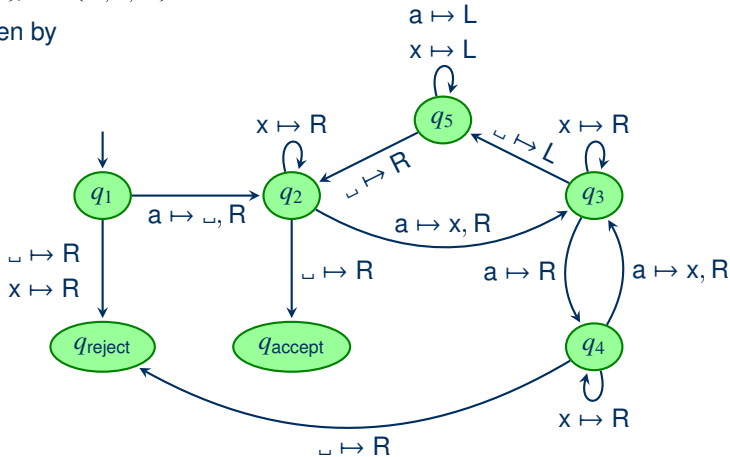 en by
a ↦ L
x ↦ L
q5
x ↦ R
␣ ↦ L
x ↦ R
␣ ↦ R
q1
a ↦ ␣, R
q2
a ↦ x, R
q3
␣ ↦ R
x ↦ R
␣ ↦ R
a ↦ R
a ↦ x, R
qreject
qaccept
q4
x ↦ R
␣ ↦ R